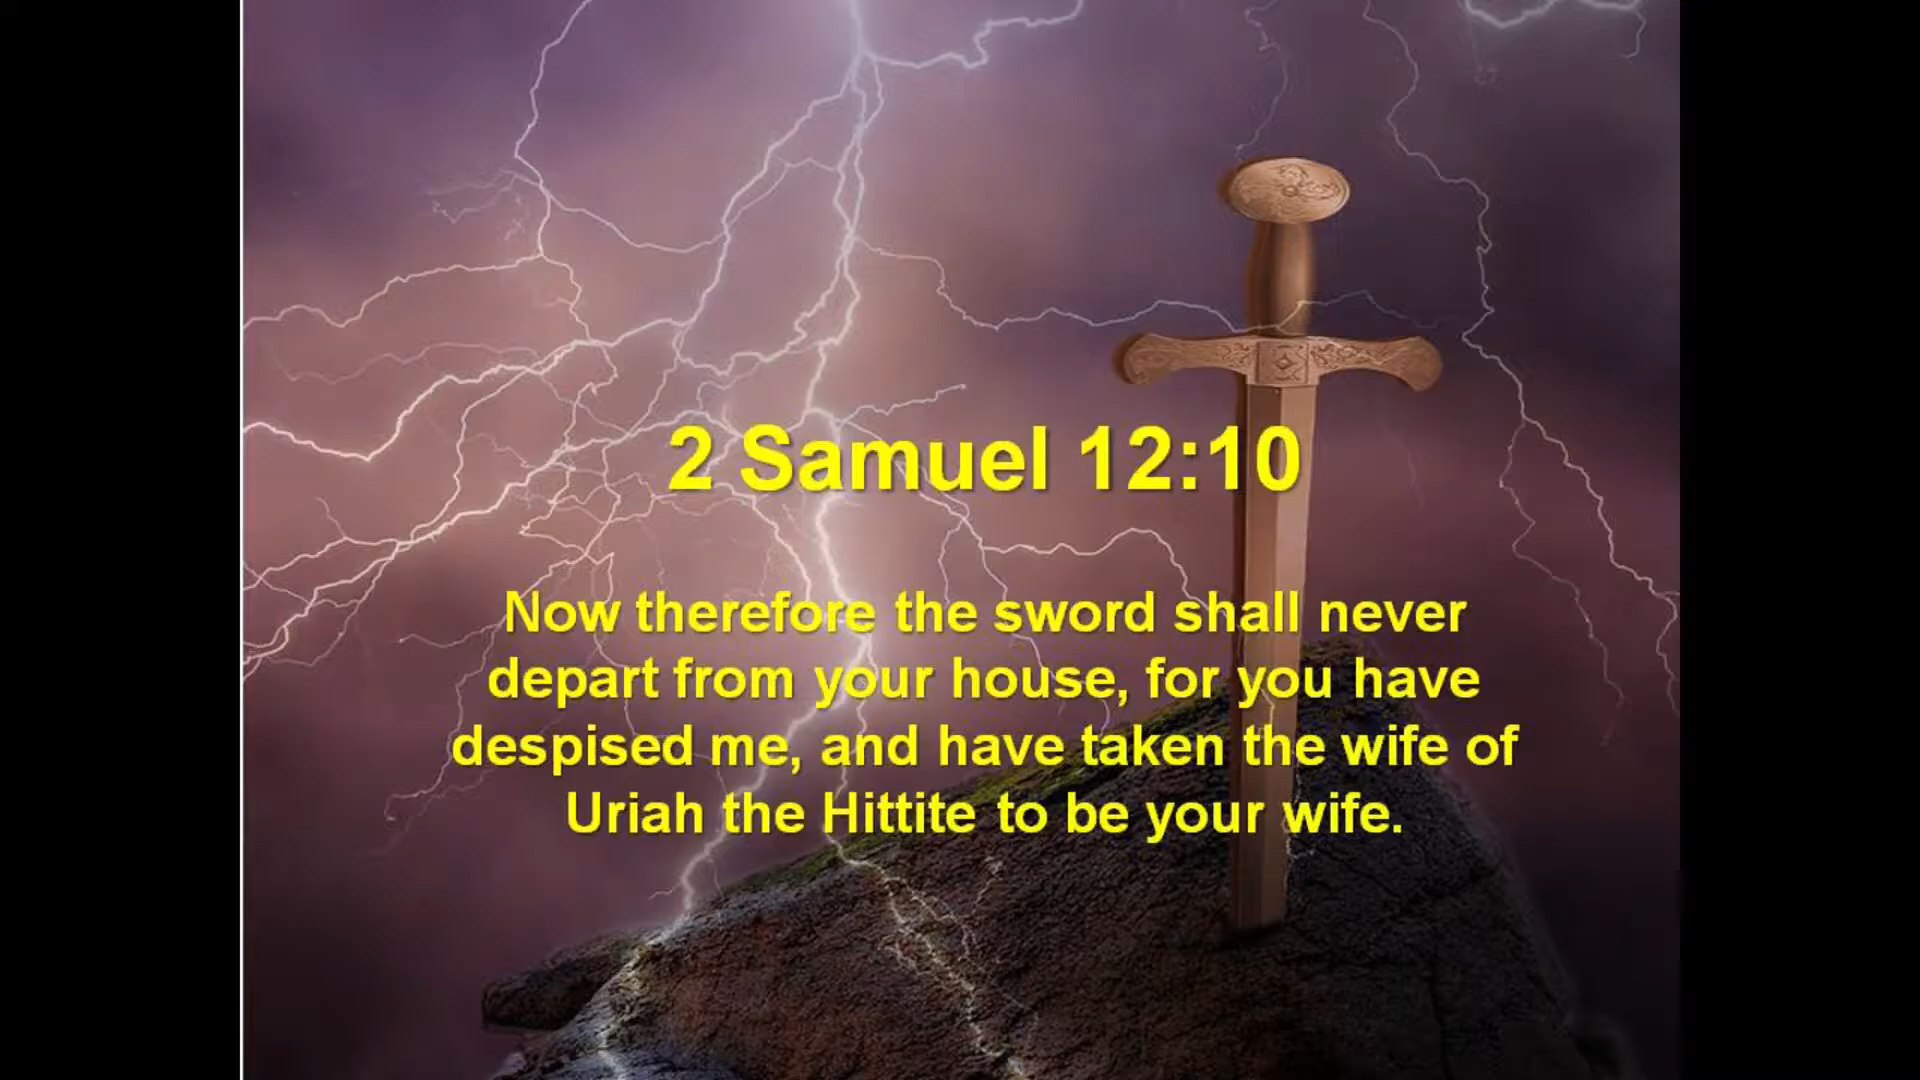 2 Samuel 12:10
Now therefore the sword shall never
depart from your house, for you have
despised me, and have taken the wife of
Uriah the Hittite to be your wife.